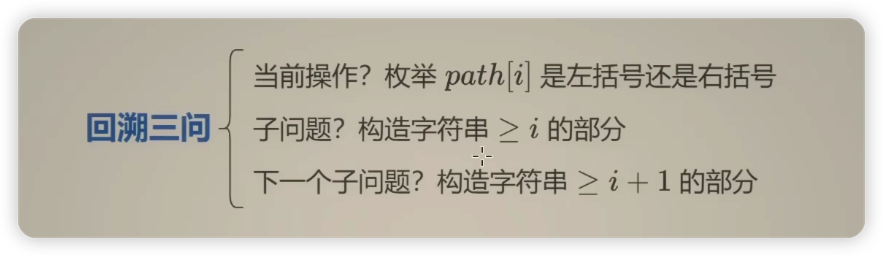 当前操作？枚举 path[i] 是左括号还是右括号
回溯三问
子问题？构造字符串 ≥ i 的部分
下一个子问题？构造字符串 ≥ i + 1 的部分